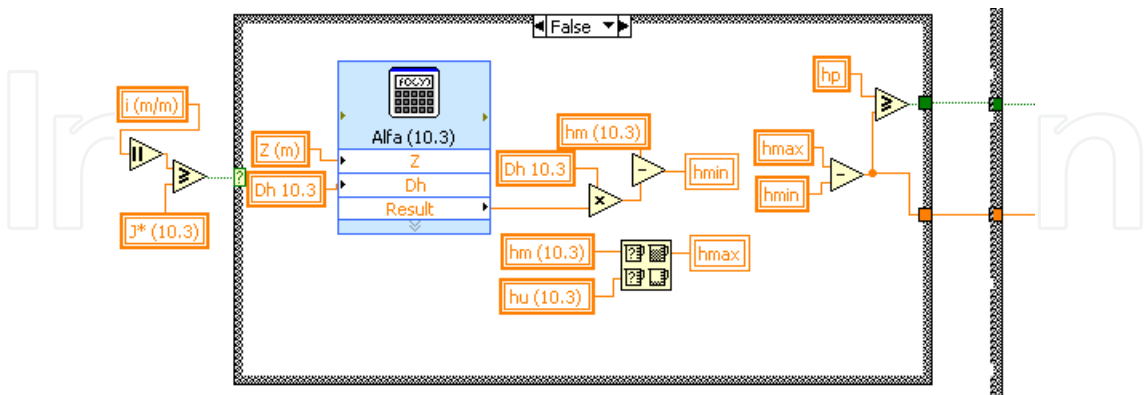 False
i (m/m)
J* (10.3)
?
Z (m)
Dh 10.3
f(x,y)
Alfa (10.3)
Z
Dh
Result
Dh 10.3
hm (10.3)
hmin
hm (10.3)
hu (10.3)
hmax
hp
hmax
hmin